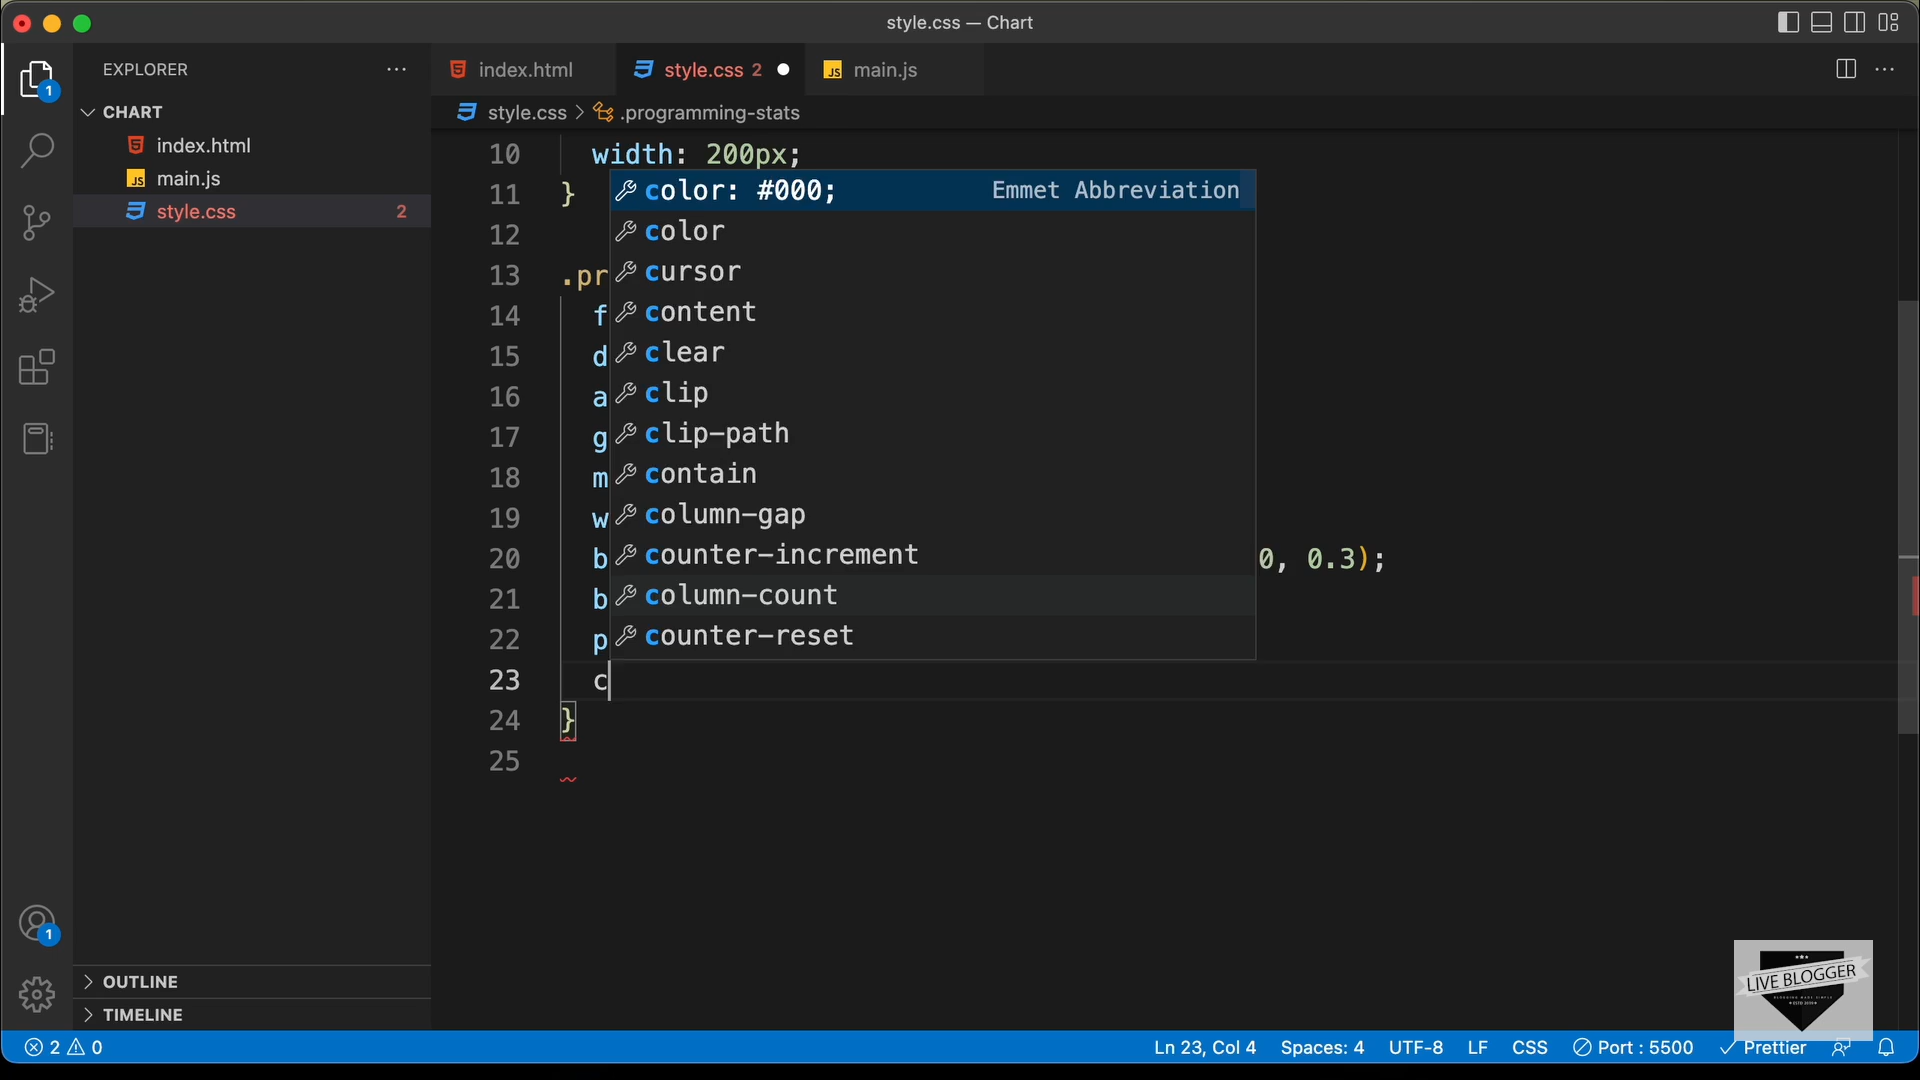 style.css — Chart
EXPLORER
index.html
style.css 2
main.js
1
CHART
style.css > .programming-stats
index.html
main.js
style.css 2
10 width: 200px;
11 }
12
13 .pr
14 f
15 d
16 a
17 g
18 m
19 w
20 b 0, 0.3);
21 b
22 p
23 c
24 }
25
color: #000; Emmet Abbreviation
color
cursor
content
clear
clip
clip-path
contain
column-gap
counter-increment
column-count
counter-reset
1
OUTLINE
TIMELINE
LIVE BLOGGER
2 0
Ln 23, Col 4 Spaces: 4 UTF-8 LF CSS Port : 5500 Prettier